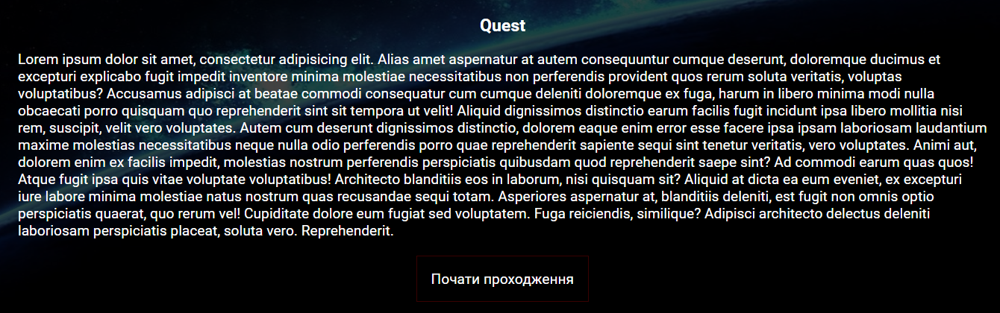 Quest
Lorem ipsum dolor sit amet, consectetur adipisicing elit. Alias amet aspernatur at autem consequuntur cumque deserunt, doloremque ducimus et
excepturi explicabo fugit impedit inventore minima molestiae necessitatibus non perferendis provident quos rerum soluta veritatis, voluptas
voluptatibus? Accusamus adipisci at beatae commodi consequatur cum cumque deleniti doloremque ex fuga, harum in libero minima modi nulla
obcaecati porro quisquam quo reprehenderit sint sit tempora ut velit! Aliquid dignissimos distinctio earum facilis fugit incidunt ipsa libero mollitia nisi
rem, suscipit, velit vero voluptates. Autem cum deserunt dignissimos distinctio, dolorem eaque enim error esse facere ipsa ipsam laboriosam laudantium
maxime molestias necessitatibus neque nulla odio perferendis porro quae reprehenderit sapiente sequi sint tenetur veritatis, vero voluptates. Animi aut,
dolorem enim ex facilis impedit, molestias nostrum perferendis perspiciatis quibusdam quod reprehenderit saepe sint? Ad commodi earum quas quos!
Atque fugit ipsa quis vitae voluptate voluptatibus! Architecto blanditiis eos in laborum, nisi quisquam sit? Aliquid at dicta ea eum eveniet, ex excepturi
iure labore minima molestiae natus nostrum quas recusandae sequi totam. Asperiores aspernatur at, blanditiis deleniti, est fugit non omnis optio
perspiciatis quaerat, quo rerum vel! Cupiditate dolore eum fugiat sed voluptatem. Fuga reiciendis, similique? Adipisci architecto delectus deleniti
laboriosam perspiciatis placeat, soluta vero. Reprehenderit.
Почати проходження